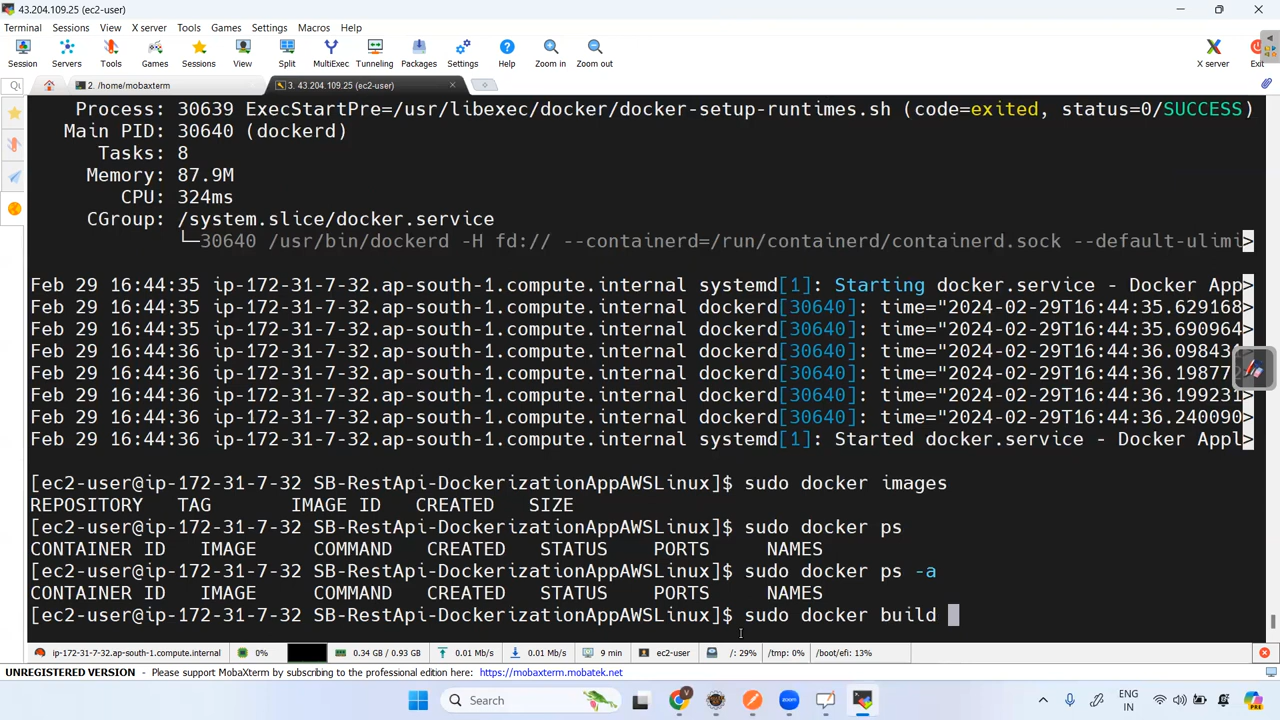 43.204.109.25 (ec2-user)
Terminal Sessions View X server Tools Games Settings Macros Help
Session Servers Tools Games Sessions View Split MultiExec Tunneling Packages Settings Help Zoom in Zoom out X server Exit
2. /home/mobaxterm 3. 43.204.109.25 (ec2-user)
Process: 30639 ExecStartPre=/usr/libexec/docker/docker-setup-runtimes.sh (code=exited, status=0/SUCCESS)
Main PID: 30640 (dockerd)
Tasks: 8
Memory: 87.9M
CPU: 324ms
CGroup: /system.slice/docker.service
└─30640 /usr/bin/dockerd -H fd:// --containerd=/run/containerd/containerd.sock --default-ulimi>
Feb 29 16:44:35 ip-172-31-7-32.ap-south-1.compute.internal systemd[1]: Starting docker.service - Docker App>
Feb 29 16:44:35 ip-172-31-7-32.ap-south-1.compute.internal dockerd[30640]: time="2024-02-29T16:44:35.629168>
Feb 29 16:44:35 ip-172-31-7-32.ap-south-1.compute.internal dockerd[30640]: time="2024-02-29T16:44:35.690964>
Feb 29 16:44:36 ip-172-31-7-32.ap-south-1.compute.internal dockerd[30640]: time="2024-02-29T16:44:36.09843
Feb 29 16:44:36 ip-172-31-7-32.ap-south-1.compute.internal dockerd[30640]: time="2024-02-29T16:44:36.19877
Feb 29 16:44:36 ip-172-31-7-32.ap-south-1.compute.internal dockerd[30640]: time="2024-02-29T16:44:36.199231>
Feb 29 16:44:36 ip-172-31-7-32.ap-south-1.compute.internal dockerd[30640]: time="2024-02-29T16:44:36.240090>
Feb 29 16:44:36 ip-172-31-7-32.ap-south-1.compute.internal systemd[1]: Started docker.service - Docker Appl>
[ec2-user@ip-172-31-7-32 SB-RestApi-DockerizationAppAWSLinux]$ sudo docker images
REPOSITORY TAG IMAGE ID CREATED SIZE
[ec2-user@ip-172-31-7-32 SB-RestApi-DockerizationAppAWSLinux]$ sudo docker ps
CONTAINER ID IMAGE COMMAND CREATED STATUS PORTS NAMES
[ec2-user@ip-172-31-7-32 SB-RestApi-DockerizationAppAWSLinux]$ sudo docker ps -a
CONTAINER ID IMAGE COMMAND CREATED STATUS PORTS NAMES
[ec2-user@ip-172-31-7-32 SB-RestApi-DockerizationAppAWSLinux]$ sudo docker build
ip-172-31-7-32.ap-south-1.compute.internal 0% 0.34 GB / 0.93 GB 0.01 Mb/s 0.01 Mb/s 9 min ec2-user /: 29% /tmp: 0% /boot/efi: 13%
UNREGISTERED VERSION - Please support MobaXterm by subscribing to the professional edition here: https://mobaxterm.mobatek.net
Search ENG
IN